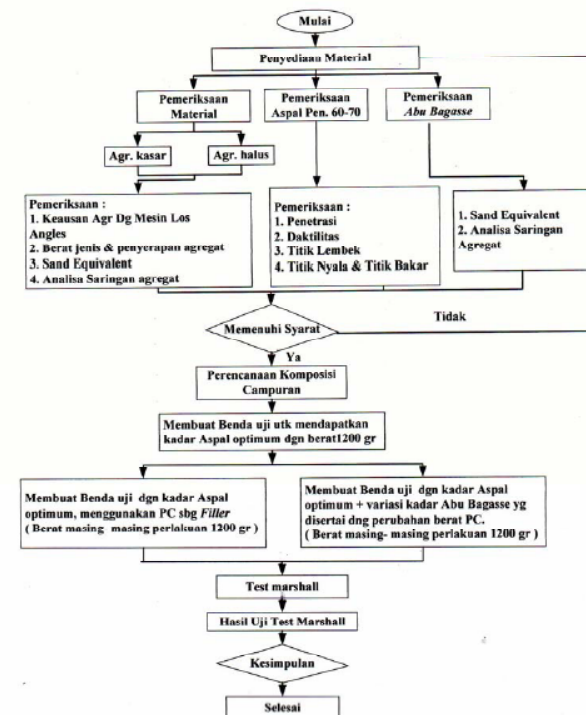 Mulai
Penyediaan Material
Pemeriksaan
Material
Pemeriksaan
Aspal Pen. 60-70
Pemeriksaan
Abu Bagasse
Agr. kasar
Agr. halus
Pemeriksaan :
1. Keausan Agr Dg Mesin Los
Angles
2. Berat jenis & penyerapan agregat
3. Sand Equivalent
4. Analisa Saringan agregat
Pemeriksaan :
1. Penetrasi
2. Daktilitas
3. Titik Lembek
4. Titik Nyala & Titik Bakar
1. Sand Equivalent
2. Analisa Saringan
Agregat
Memenuhi Syarat
Tidak
Ya
Perencanaan Komposisi
Campuran
Membuat Benda uji utk mendapatkan
kadar Aspal optimum dgn berat1200 gr
Membuat Benda uji dgn kadar Aspal
optimum, menggunakan PC sbg Filler
( Berat masing- masing perlakuan 1200 gr )
Membuat Benda uji dgn kadar Aspal
optimum + variasi kadar Abu Bagasse yg
disertai dng perubahan berat PC.
( Berat masing- masing perlakuan 1200 gr )
Test marshall
Hasil Uji Test Marshall
Kesimpulan
Selesai